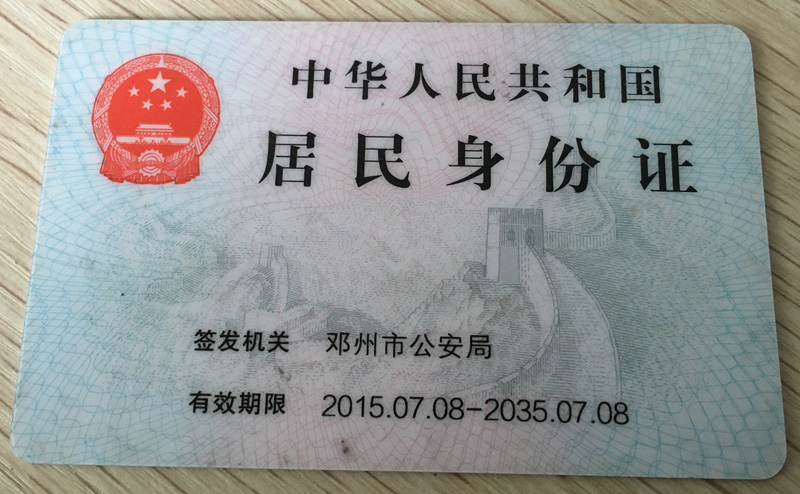 中华人民共和国
居民身份证
签发机关 邓州市公安局
有效期限 2015.07.08-2035.07.08